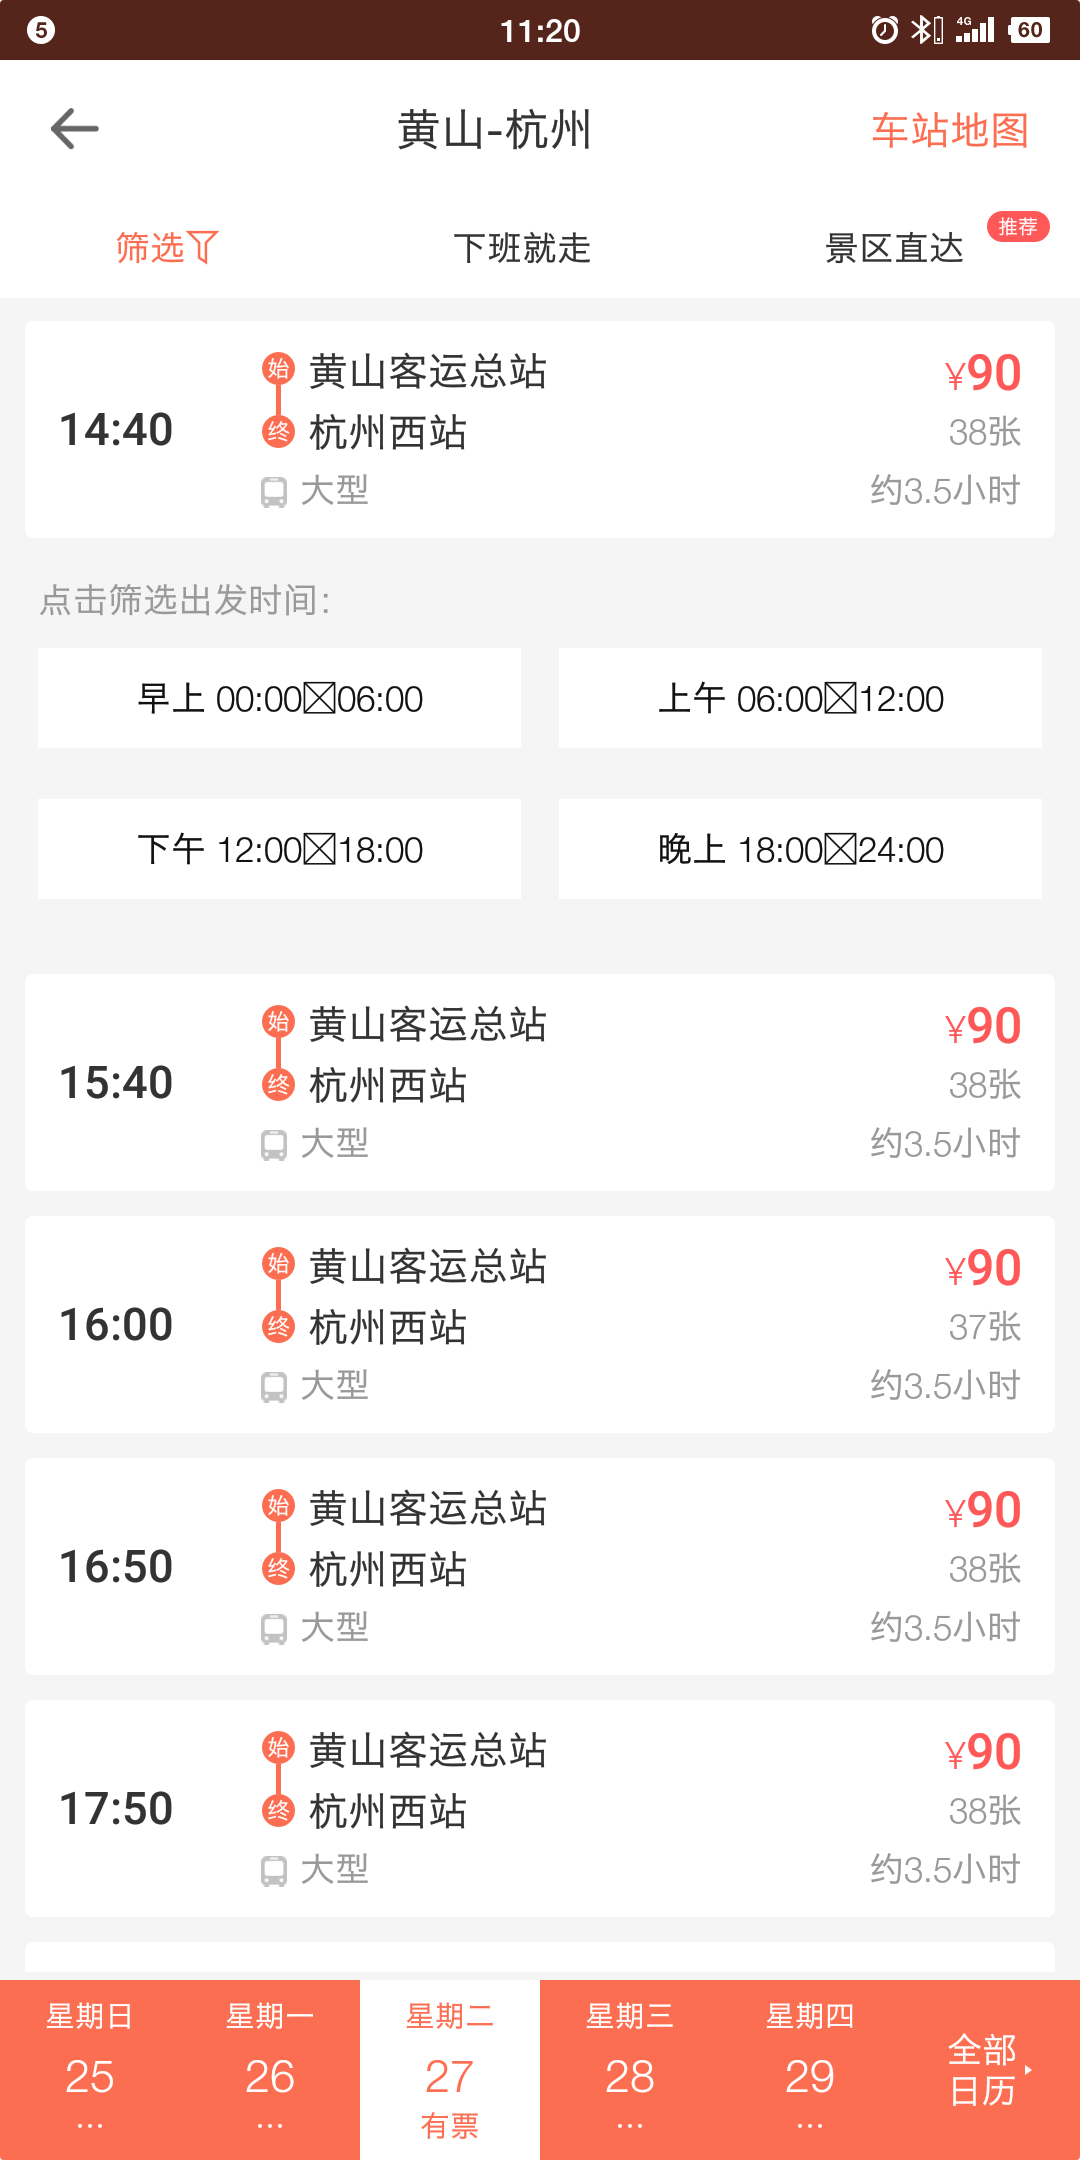 5 11:20 4G 60
黄山-杭州 车站地图
筛选 下班就走 景区直达 推荐
始 黄山客运总站 ¥90
14:40 终 杭州西站 38张
大型 约3.5小时
点击筛选出发时间:
早上 00:00☒06:00 上午 06:00☒12:00
下午 12:00☒18:00 晚上 18:00☒24:00
始 黄山客运总站 ¥90
15:40 终 杭州西站 38张
大型 约3.5小时
始 黄山客运总站 ¥90
16:00 终 杭州西站 37张
大型 约3.5小时
始 黄山客运总站 ¥90
16:50 终 杭州西站 38张
大型 约3.5小时
始 黄山客运总站 ¥90
17:50 终 杭州西站 38张
大型 约3.5小时
星期日 星期一 星期二 星期三 星期四
25 26 27 28 29 全部
... ... 有票 ... ... 日历